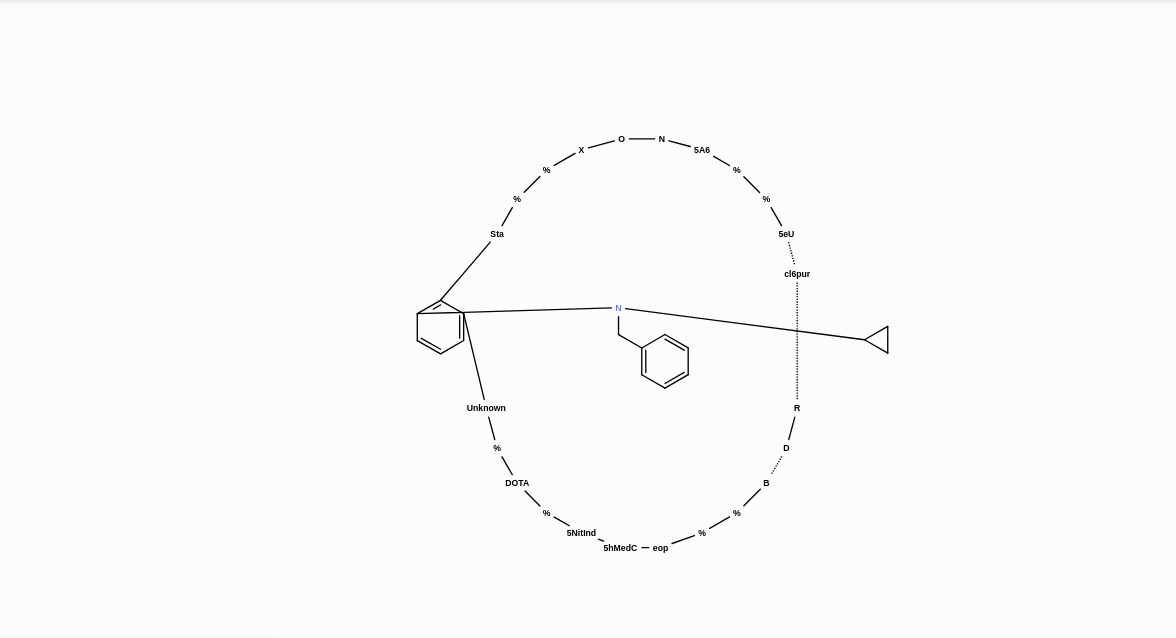 O N
X 5A6
% %
% %
Sta 5eU
cl6pur
N
Unknown R
% D
DOTA B
% %
5NitInd %
5hMedC eop